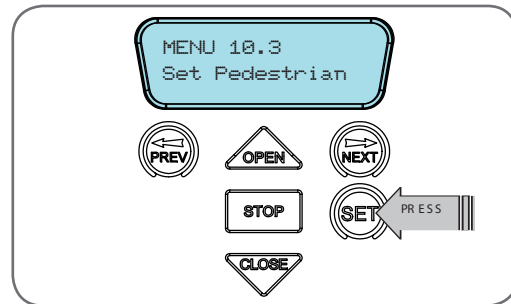 MENU 10.3
Set Pedestrian
PREV
OPEN
NEXT
STOP
SET
PRESS
CLOSE